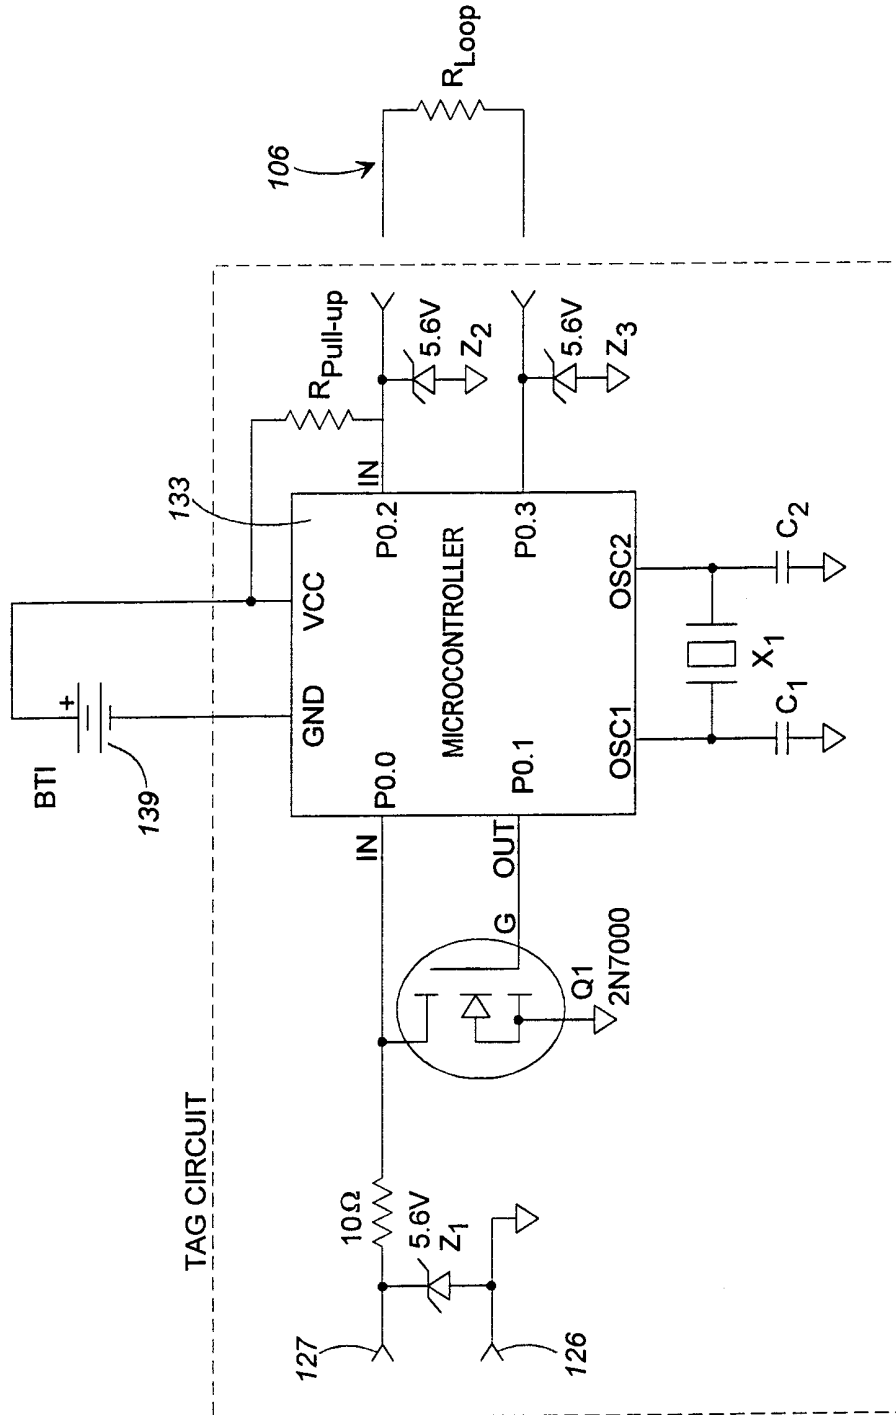 TAG CIRCUIT
BTI
+
139
133
106
R Loop
R Pull-up
GND
VCC
IN
P0.0
P0.2
IN
MICROCONTROLLER
OUT
P0.1
P0.3
OSC1
OSC2
127
126
10Ω
5.6V
Z1
G
Q1
2N7000
5.6V
Z2
5.6V
Z3
X1
C1
C2